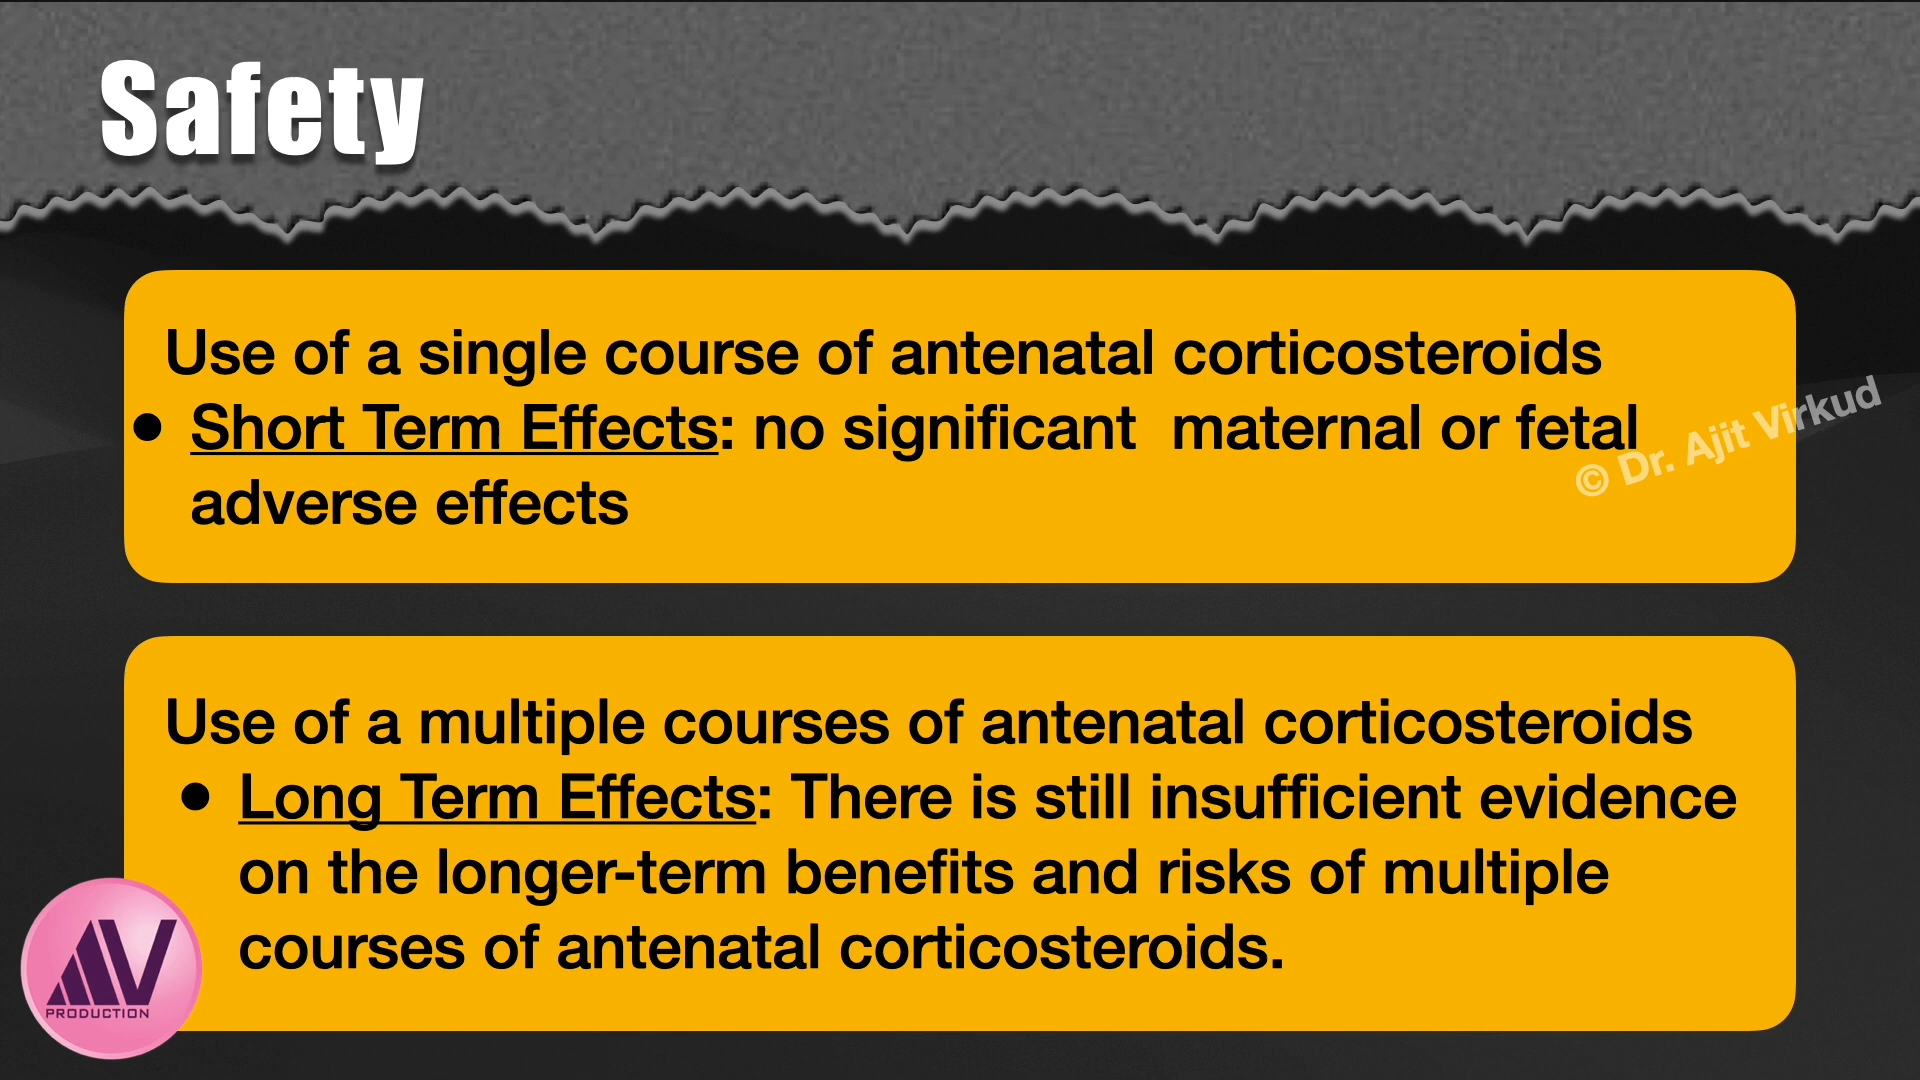 Safety
Use of a single course of antenatal corticosteroids
• Short Term Effects: no significant  maternal or fetal
adverse effects
© Dr. Ajit Virkud
Use of a multiple courses of antenatal corticosteroids
• Long Term Effects: There is still insufficient evidence
on the longer-term benefits and risks of multiple
courses of antenatal corticosteroids.
AV
PRODUCTION